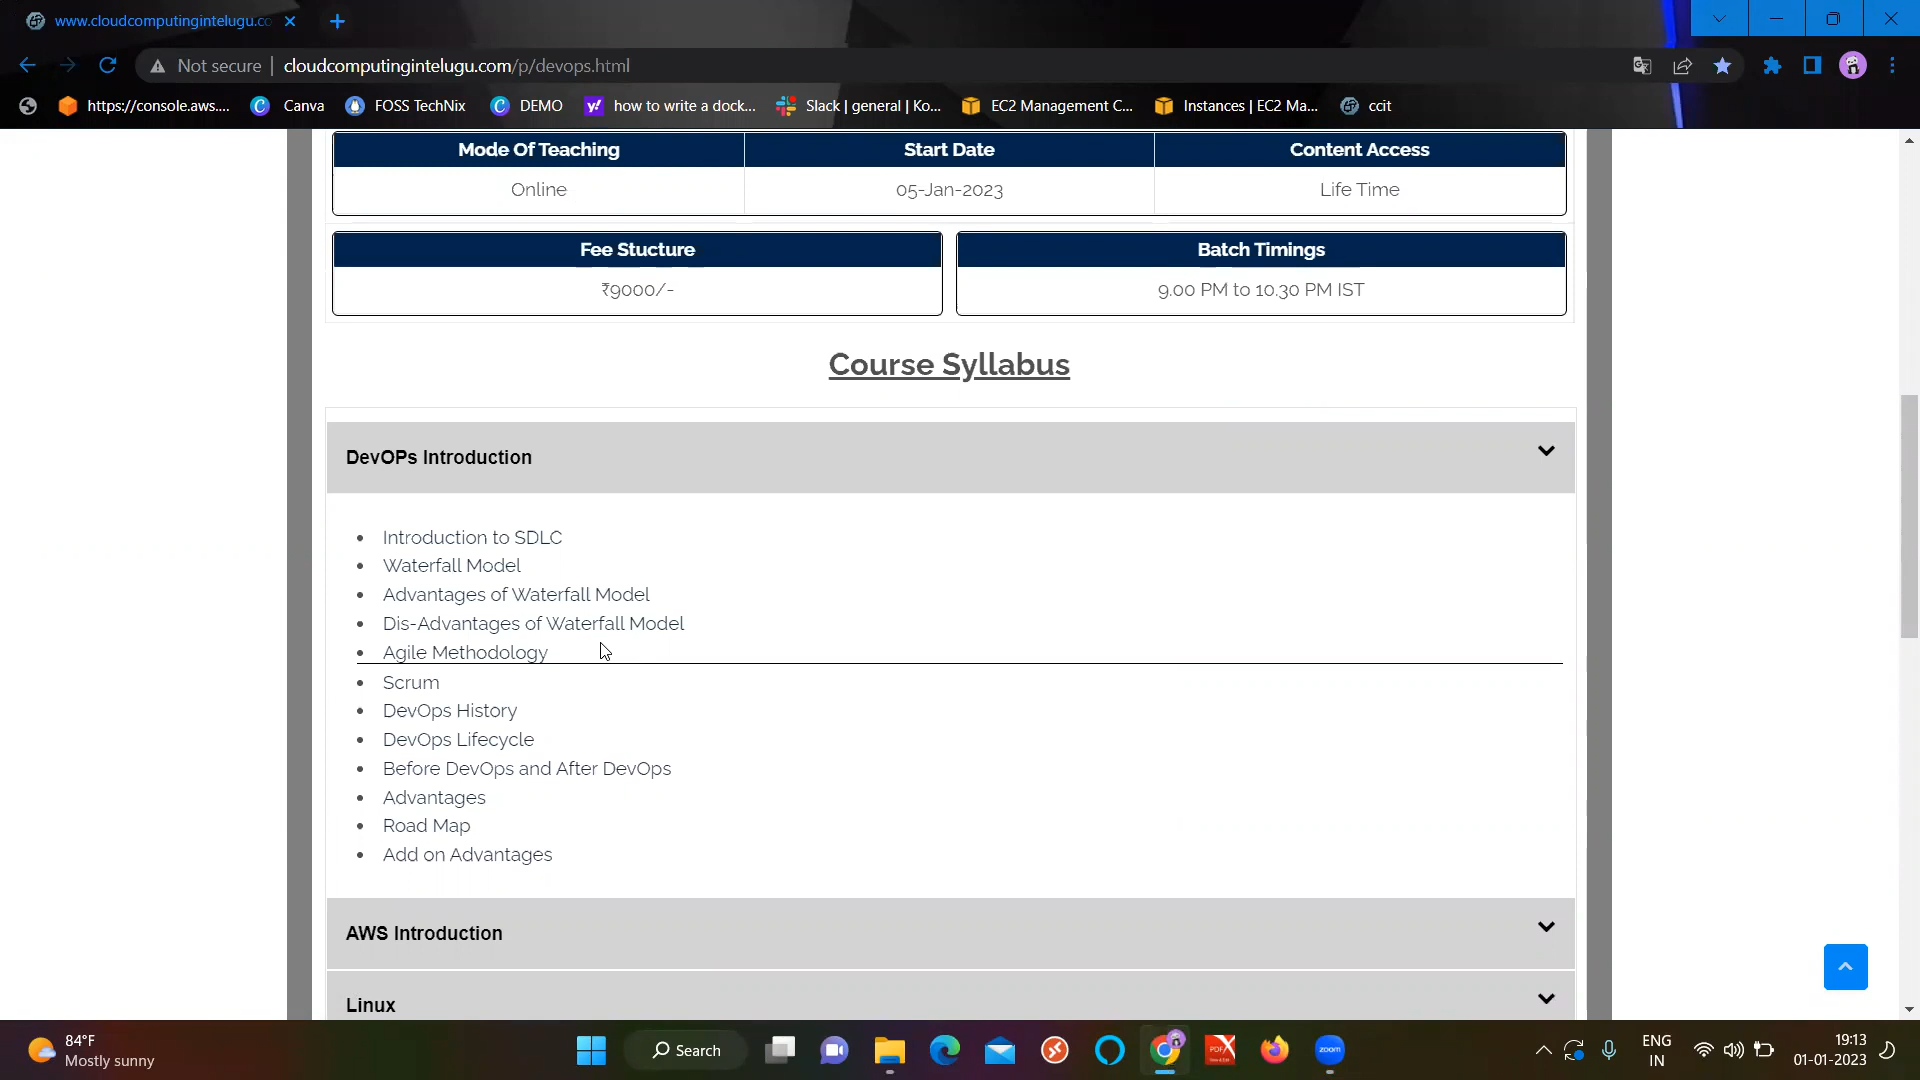 www.cloudcomputingintelugu.co
Not secure
cloudcomputingintelugu.com/p/devops.html
https://console.aws....
Canva
FOSS TechNix
DEMO
how to write a dock...
Slack | general | Ko...
EC2 Management C...
Instances | EC2 Ma...
ccit
Mode Of Teaching
Start Date
Content Access
Online
05-Jan-2023
Life Time
Fee Stucture
Batch Timings
₹9000/-
9.00 PM to 10.30 PM IST
Course Syllabus
DevOPs Introduction
Introduction to SDLC
Waterfall Model
Advantages of Waterfall Model
Dis-Advantages of Waterfall Model
Agile Methodology
Scrum
DevOps History
DevOps Lifecycle
Before DevOps and After DevOps
Advantages
Road Map
Add on Advantages
AWS Introduction
Linux
84°F
Mostly sunny
Search
PDF
zoom
ENG
IN
19:13
01-01-2023